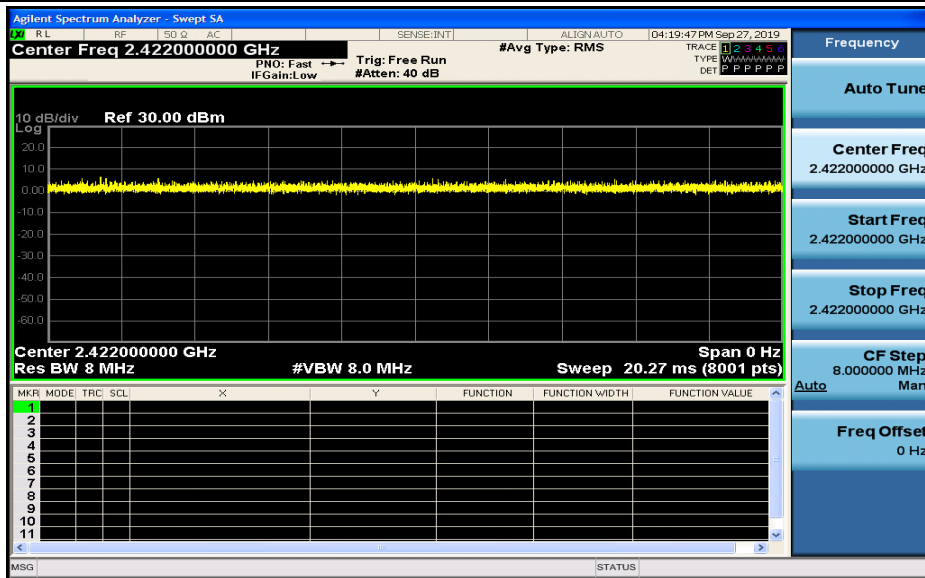 Agilent Spectrum Analyzer - Swept SA
LXI RL RF 50 Ω AC SENSE:INT ALIGN AUTO 04:19:47 PM Sep 27, 2019
Center Freq 2.422000000 GHz
#Avg Type: RMS
TRACE 1 2 3 4 5 6
PNO: Fast
Trig: Free Run
TYPE WWWWWW
IFGain:Low
#Atten: 40 dB
DET P P P P P P
10 dB/div Ref 30.00 dBm
Log
20.0
10.0
0.00
-10.0
-20.0
-30.0
-40.0
-50.0
-60.0
Center 2.422000000 GHz Span 0 Hz
Res BW 8 MHz #VBW 8.0 MHz Sweep 20.27 ms (8001 pts)
MKR MODE TRC SCL X Y FUNCTION FUNCTION WIDTH FUNCTION VALUE
1
2
3
4
5
6
7
8
9
10
11
MSG STATUS
Frequency
Auto Tune
Center Freq
2.422000000 GHz
Start Freq
2.422000000 GHz
Stop Freq
2.422000000 GHz
CF Step
8.000000 MHz
Auto Man
Freq Offset
0 Hz